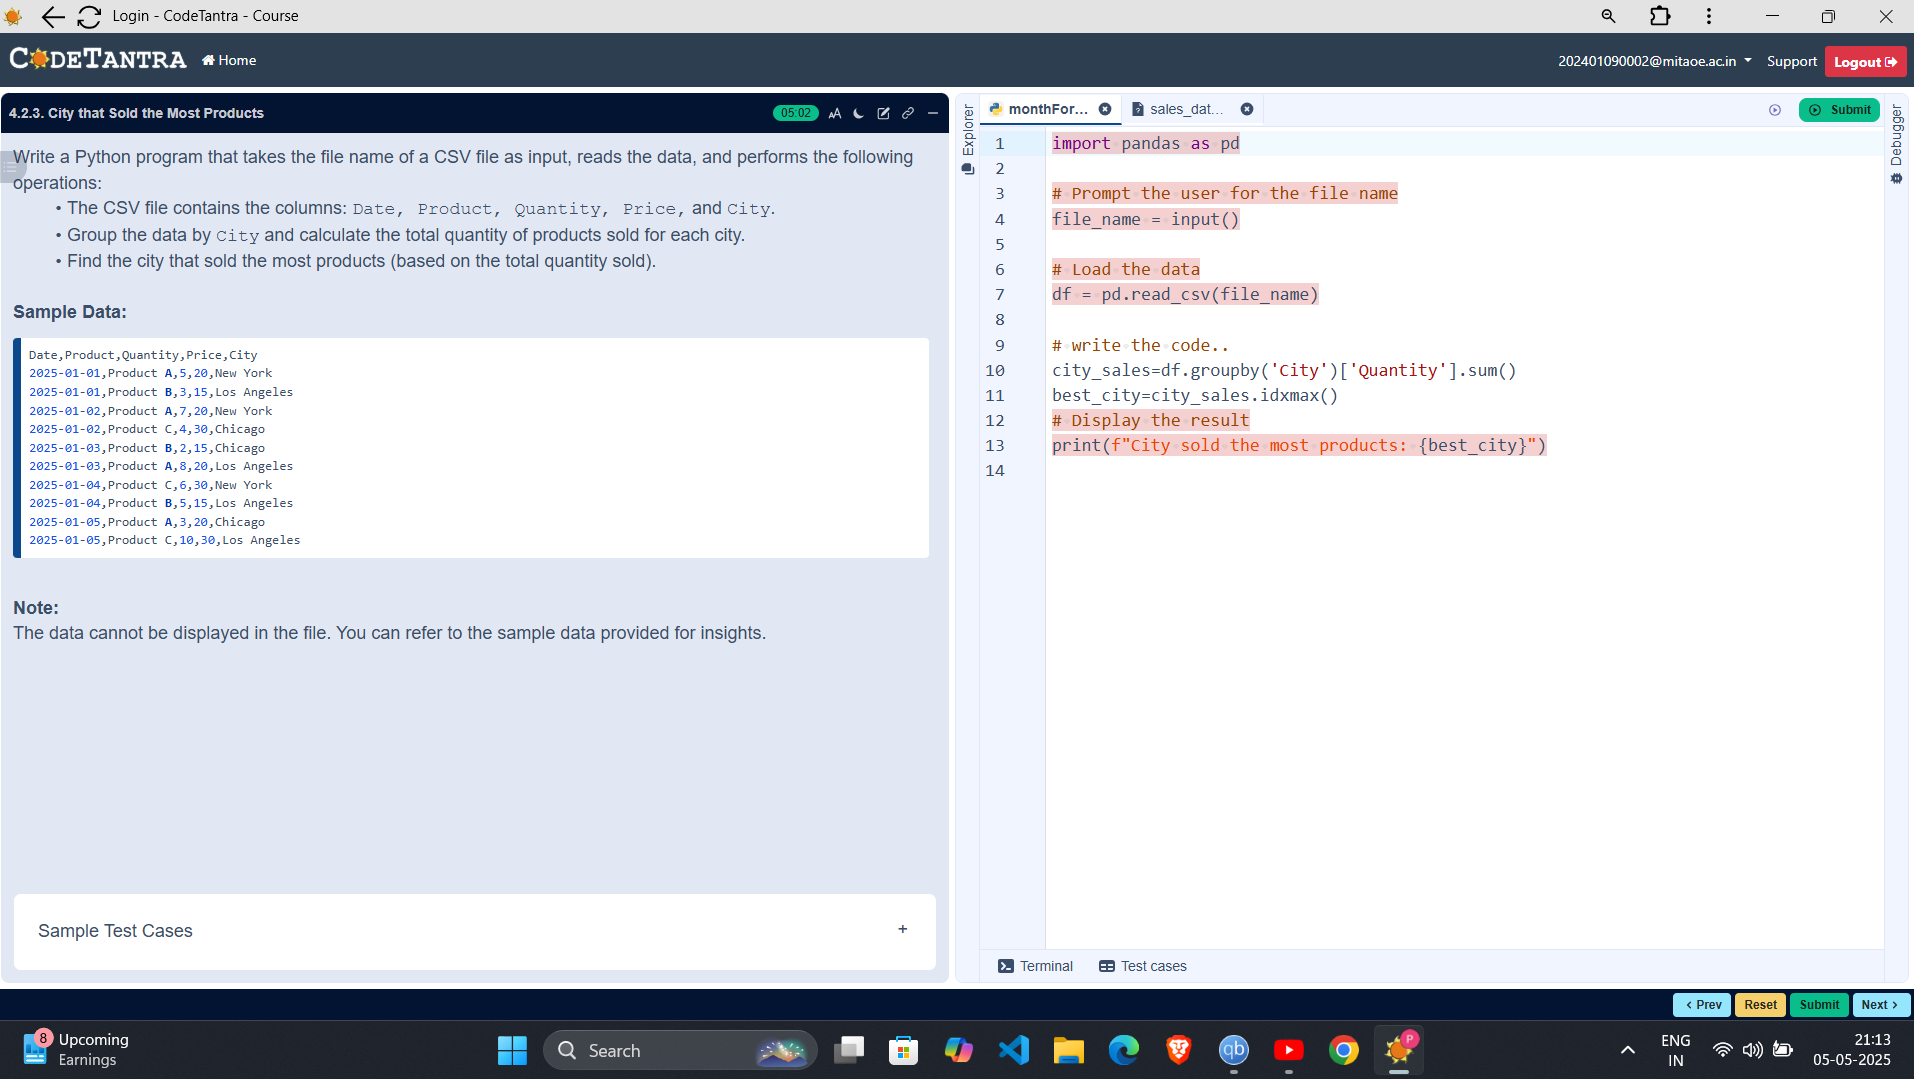 Login - CodeTantra - Course
CODETANTRA
Home
202401090002@mitaoe.ac.in
Support
Logout
4.2.3. City that Sold the Most Products
05:02
AA
Write a Python program that takes the file name of a CSV file as input, reads the data, and performs the following
operations:
• The CSV file contains the columns: Date, Product, Quantity, Price, and City.
• Group the data by City and calculate the total quantity of products sold for each city.
• Find the city that sold the most products (based on the total quantity sold).
Sample Data:
Date,Product,Quantity,Price,City
2025-01-01,Product A,5,20,New York
2025-01-01,Product B,3,15,Los Angeles
2025-01-02,Product A,7,20,New York
2025-01-02,Product C,4,30,Chicago
2025-01-03,Product B,2,15,Chicago
2025-01-03,Product A,8,20,Los Angeles
2025-01-04,Product C,6,30,New York
2025-01-04,Product B,5,15,Los Angeles
2025-01-05,Product A,3,20,Chicago
2025-01-05,Product C,10,30,Los Angeles
Note:
The data cannot be displayed in the file. You can refer to the sample data provided for insights.
Sample Test Cases
+
Explorer
monthFor...
sales_dat...
Submit
Debugger
1 import pandas as pd
2
3 # Prompt the user for the file name
4 file_name = input()
5
6 # Load the data
7 df = pd.read_csv(file_name)
8
9 # write the code..
10 city_sales=df.groupby('City')['Quantity'].sum()
11 best_city=city_sales.idxmax()
12 # Display the result
13 print(f"City sold the most products: {best_city}")
14
Terminal
Test cases
< Prev
Reset
Submit
Next >
8
Upcoming
Earnings
Search
qb
P
ENG
IN
21:13
05-05-2025